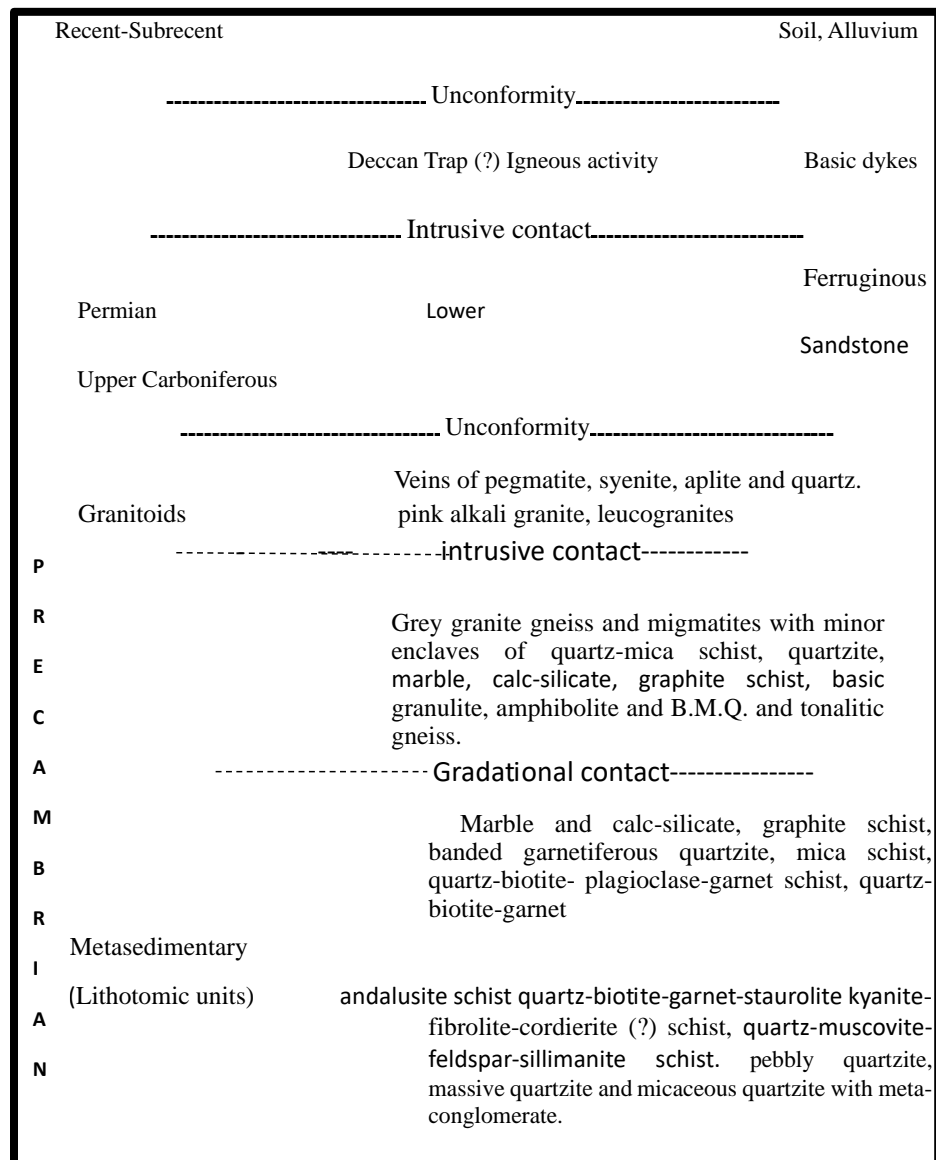 Recent-Subrecent Soil, Alluvium
--------------------------------- Unconformity--------------------------
Deccan Trap (?) Igneous activity Basic dykes
-------------------------------- Intrusive contact---------------------------
Ferruginous
Permian Lower
Sandstone
Upper Carboniferous
--------------------------------- Unconformity-------------------------------
Veins of pegmatite, syenite, aplite and quartz.
Granitoids pink alkali granite, leucogranites
--------------------------------intrusive contact------------
Grey granite gneiss and migmatites with minor
enclaves of quartz-mica schist, quartzite,
marble, calc-silicate, graphite schist, basic
granulite, amphibolite and B.M.Q. and tonalitic
gneiss.
--------------------- Gradational contact----------------
Marble and calc-silicate, graphite schist,
banded garnetiferous quartzite, mica schist,
quartz-biotite- plagioclase-garnet schist, quartz-
biotite-garnet
Metasedimentary
(Lithotomic units) andalusite schist quartz-biotite-garnet-staurolite kyanite-
fibrolite-cordierite (?) schist, quartz-muscovite-
feldspar-sillimanite schist. pebbly quartzite,
massive quartzite and micaceous quartzite with meta-
conglomerate.
P
R
E
C
A
M
B
R
I
A
N